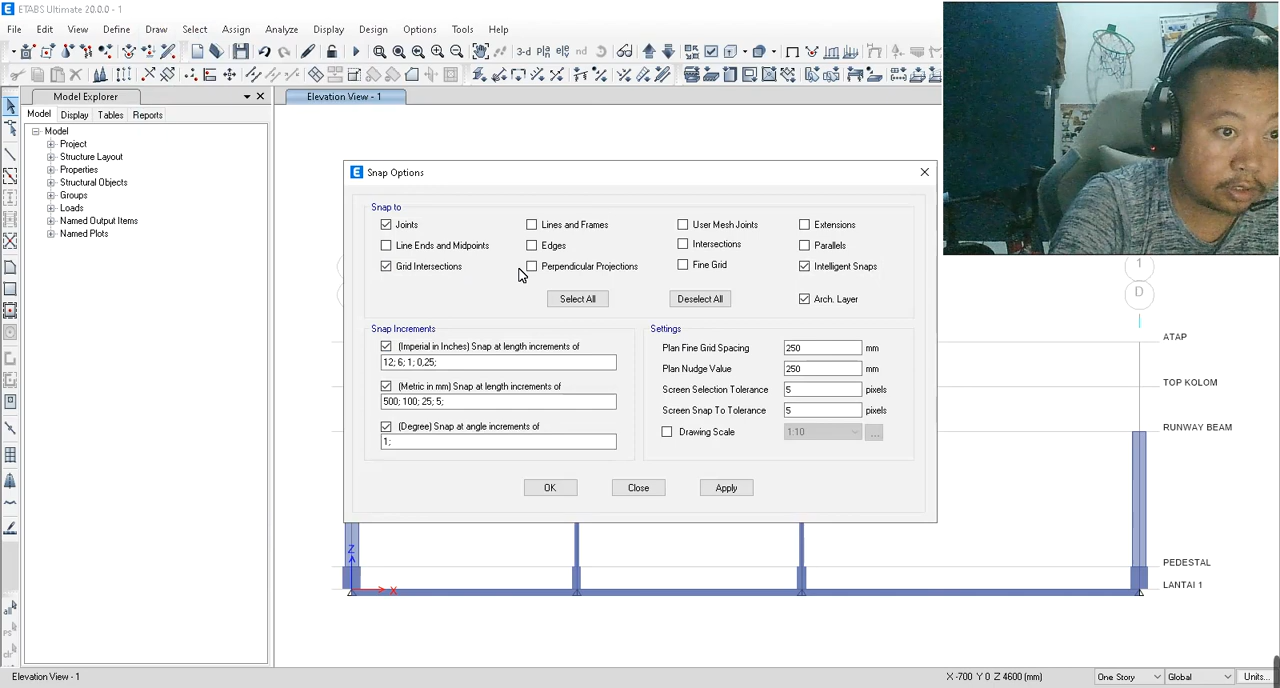 ETABS Ultimate 20.0.0 - 1
File Edit View Define Draw Select Assign Analyze Display Design Options Tools Help
3-d nd
Model Explorer
Elevation View - 1
Model Display Tables Reports
Model
Project
Structure Layout
Properties
Structural Objects
Groups
Loads
Named Output Items
Named Plots
Snap Options
Snap to
Joints
Lines and Frames
User Mesh Joints
Extensions
Line Ends and Midpoints
Edges
Intersections
Parallels
Grid Intersections
Perpendicular Projections
Fine Grid
Intelligent Snaps
Select All
Deselect All
Arch. Layer
Snap Increments
(Imperial in Inches) Snap at length increments of
12; 6; 1; 0,25;
(Metric in mm) Snap at length increments of
500; 100; 25; 5;
(Degree) Snap at angle increments of
1;
Settings
Plan Fine Grid Spacing 250 mm
Plan Nudge Value 250 mm
Screen Selection Tolerance 5 pixels
Screen Snap To Tolerance 5 pixels
Drawing Scale 1:10 ...
OK Close Apply
1
D
ATAP
TOP KOLOM
RUNWAY BEAM
PEDESTAL
LANTAI 1
Z
X
Elevation View - 1
X -700 Y 0 Z 4600 (mm)
One Story
Global
Units...